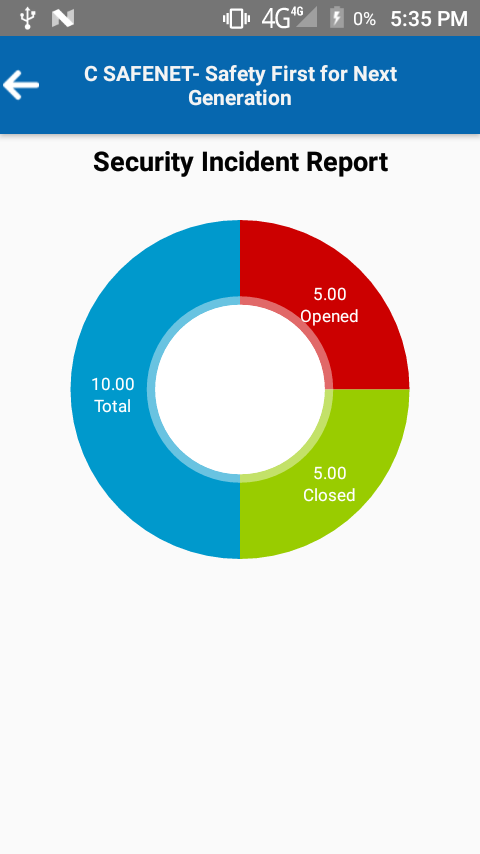 4G 4G 0% 5:35 PM
C SAFENET- Safety First for Next
Generation
Security Incident Report
5.00
Opened
10.00
Total
5.00
Closed